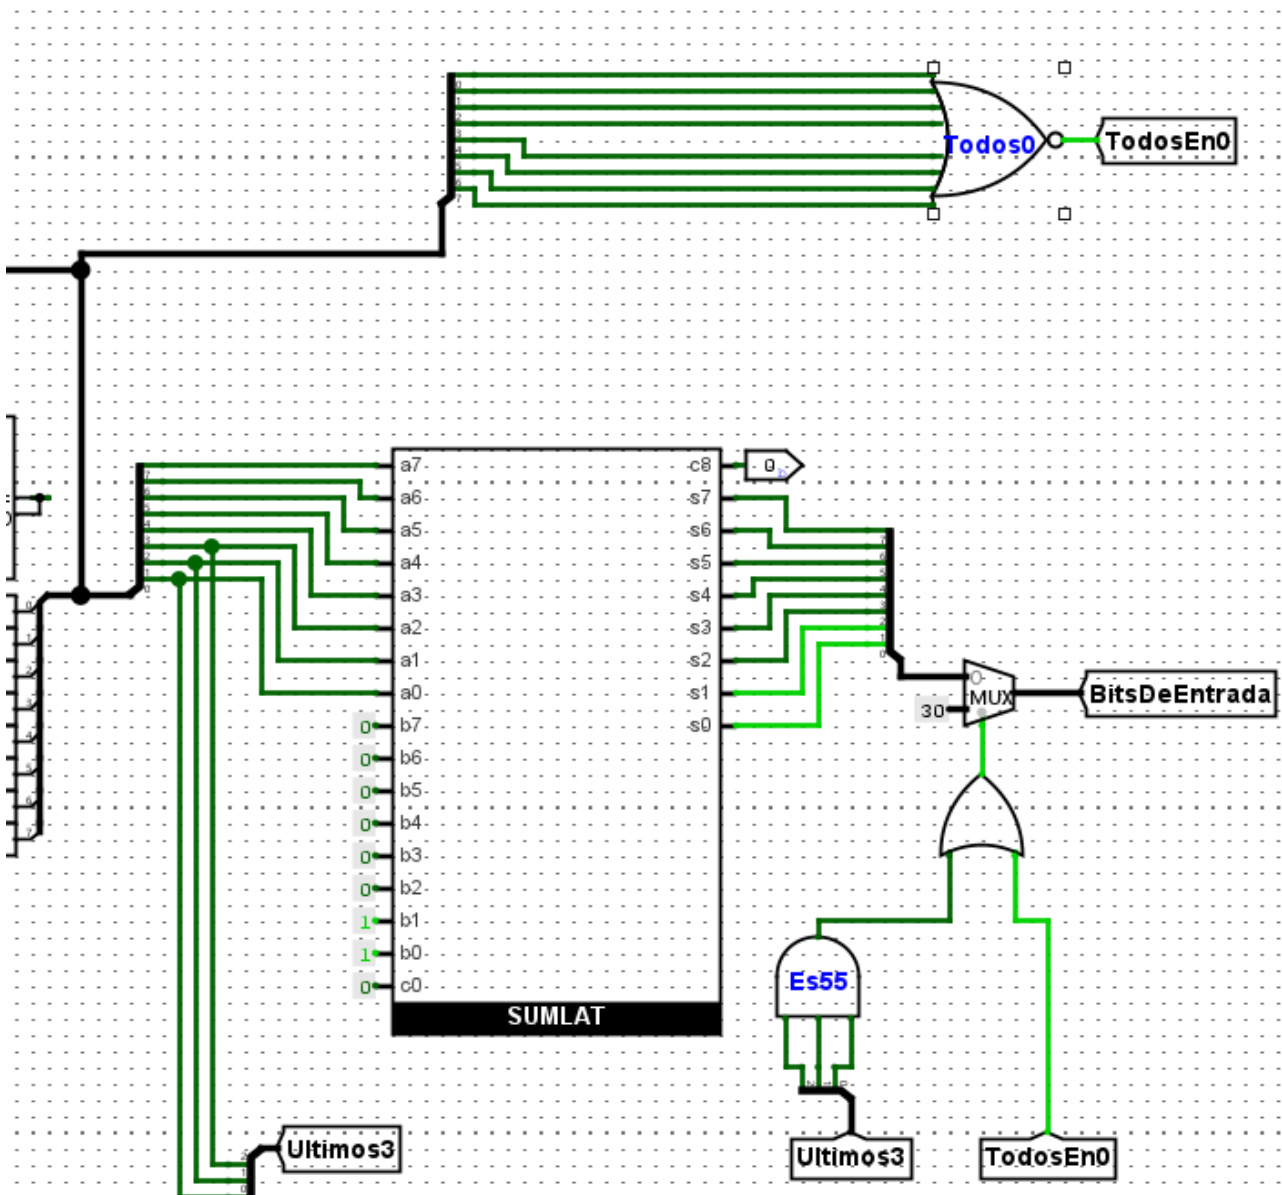 Todos0
TodosEn0
a7
c8
0
a6
s7
a5
s6
a4
s5
a3
s4
a2
s3
a1
s2
a0
s1
b7
s0
0
b6
0
b5
0
b4
0
b3
0
b2
0
b1
1
b0
1
c0
0
SUMLAT
0
MUX
30
BitsDeEntrada
Es55
Ultimos3
Ultimos3
TodosEn0